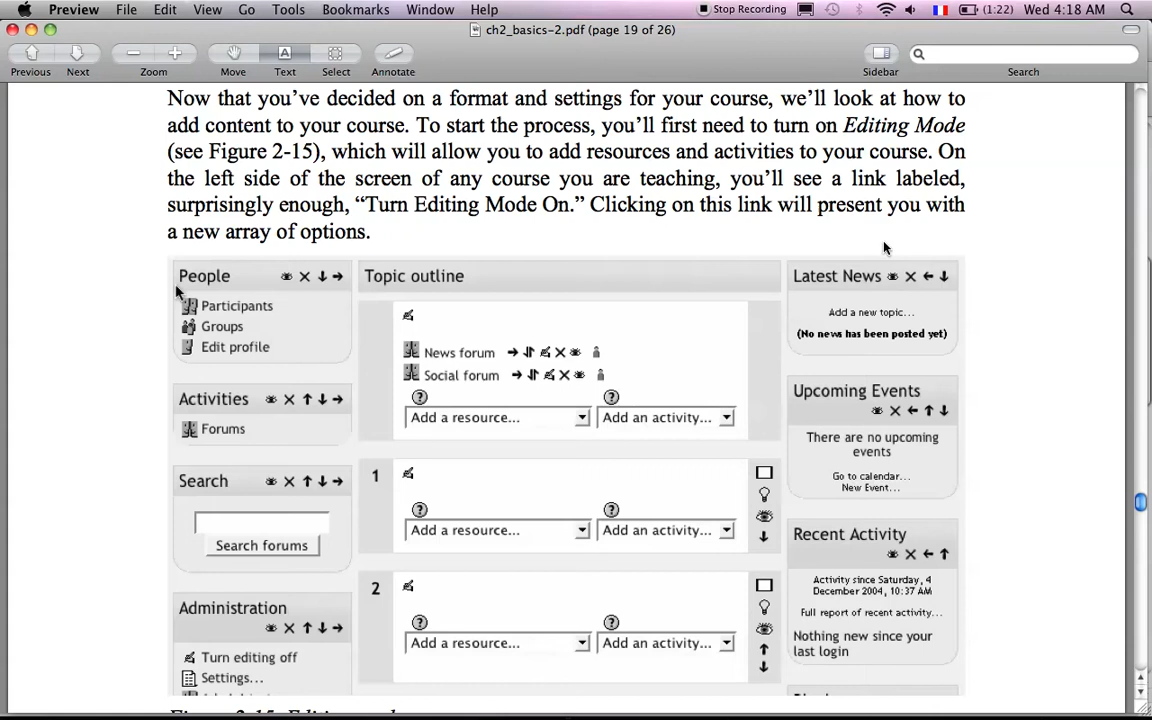 Preview File Edit View Go Tools Bookmarks Window Help Stop Recording (1:22) Wed 4:18 AM
ch2_basics-2.pdf (page 19 of 26)
Previous Next Zoom Move Text Select Annotate Sidebar Search
Now that you've decided on a format and settings for your course, we'll look at how to
add content to your course. To start the process, you'll first need to turn on Editing Mode
(see Figure 2-15), which will allow you to add resources and activities to your course. On
the left side of the screen of any course you are teaching, you'll see a link labeled,
surprisingly enough, “Turn Editing Mode On.” Clicking on this link will present you with
a new array of options.
People
Participants
Groups
Edit profile
Activities
Forums
Search
Search forums
Administration
Turn editing off
Settings...
Topic outline
News forum
Social forum
Add a resource... Add an activity...
1
Add a resource... Add an activity...
2
Add a resource... Add an activity...
Latest News
Add a new topic...
(No news has been posted yet)
Upcoming Events
There are no upcoming
events
Go to calendar...
New Event...
Recent Activity
Activity since Saturday, 4
December 2004, 10:37 AM
Full report of recent activity...
Nothing new since your
last login